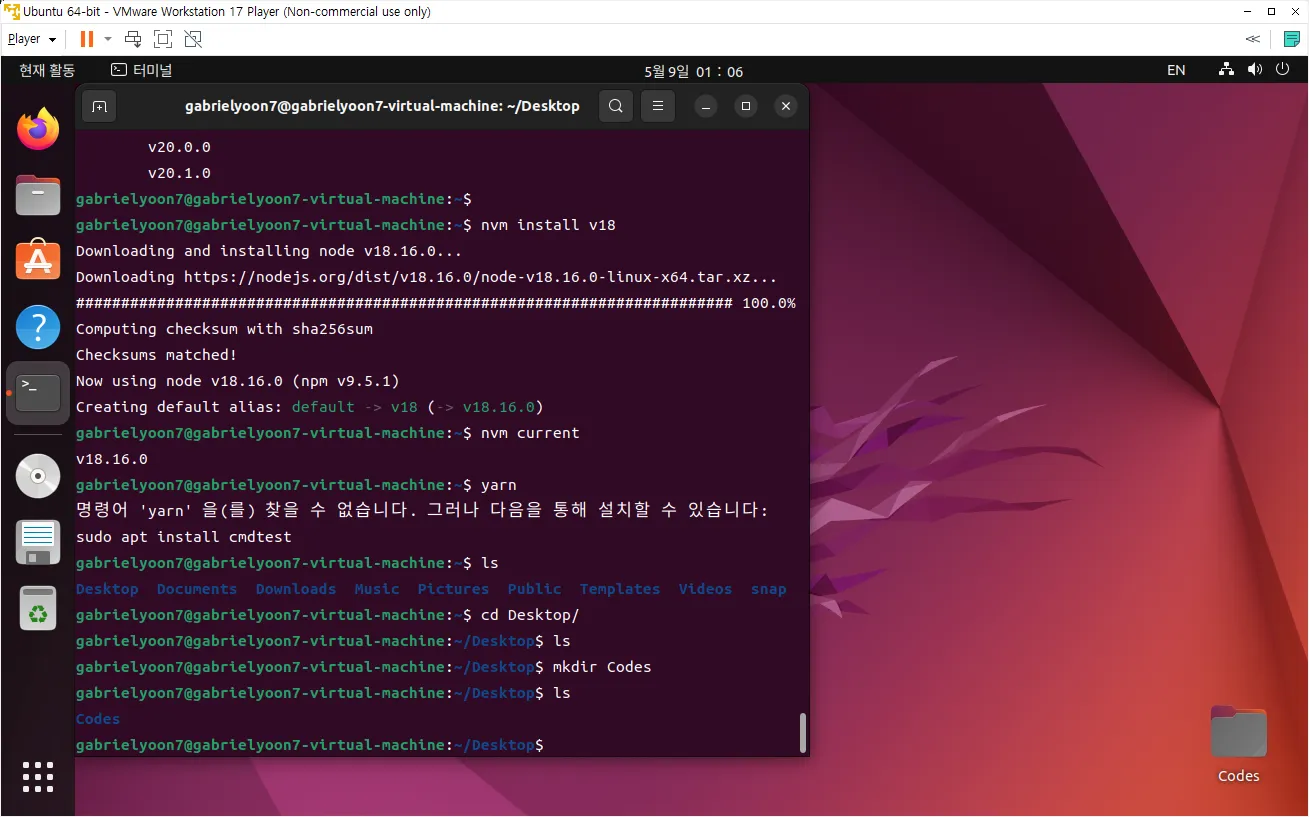 Ubuntu 64-bit - VMware Workstation 17 Player (Non-commercial use only)
Player
현재 활동 터미널 5월 9일 01 : 06 EN
gabrielyoon7@gabrielyoon7-virtual-machine: ~/Desktop
v20.0.0
v20.1.0
gabrielyoon7@gabrielyoon7-virtual-machine:~$
gabrielyoon7@gabrielyoon7-virtual-machine:~$ nvm install v18
Downloading and installing node v18.16.0...
Downloading https://nodejs.org/dist/v18.16.0/node-v18.16.0-linux-x64.tar.xz...
######################################################################### 100.0%
Computing checksum with sha256sum
Checksums matched!
Now using node v18.16.0 (npm v9.5.1)
Creating default alias: default -> v18 (-> v18.16.0)
gabrielyoon7@gabrielyoon7-virtual-machine:~$ nvm current
v18.16.0
gabrielyoon7@gabrielyoon7-virtual-machine:~$ yarn
명령어 'yarn' 을(를) 찾을 수 없습니다. 그러나 다음을 통해 설치할 수 있습니다:
sudo apt install cmdtest
gabrielyoon7@gabrielyoon7-virtual-machine:~$ ls
Desktop Documents Downloads Music Pictures Public Templates Videos snap
gabrielyoon7@gabrielyoon7-virtual-machine:~$ cd Desktop/
gabrielyoon7@gabrielyoon7-virtual-machine:~/Desktop$ ls
gabrielyoon7@gabrielyoon7-virtual-machine:~/Desktop$ mkdir Codes
gabrielyoon7@gabrielyoon7-virtual-machine:~/Desktop$ ls
Codes
gabrielyoon7@gabrielyoon7-virtual-machine:~/Desktop$
Codes